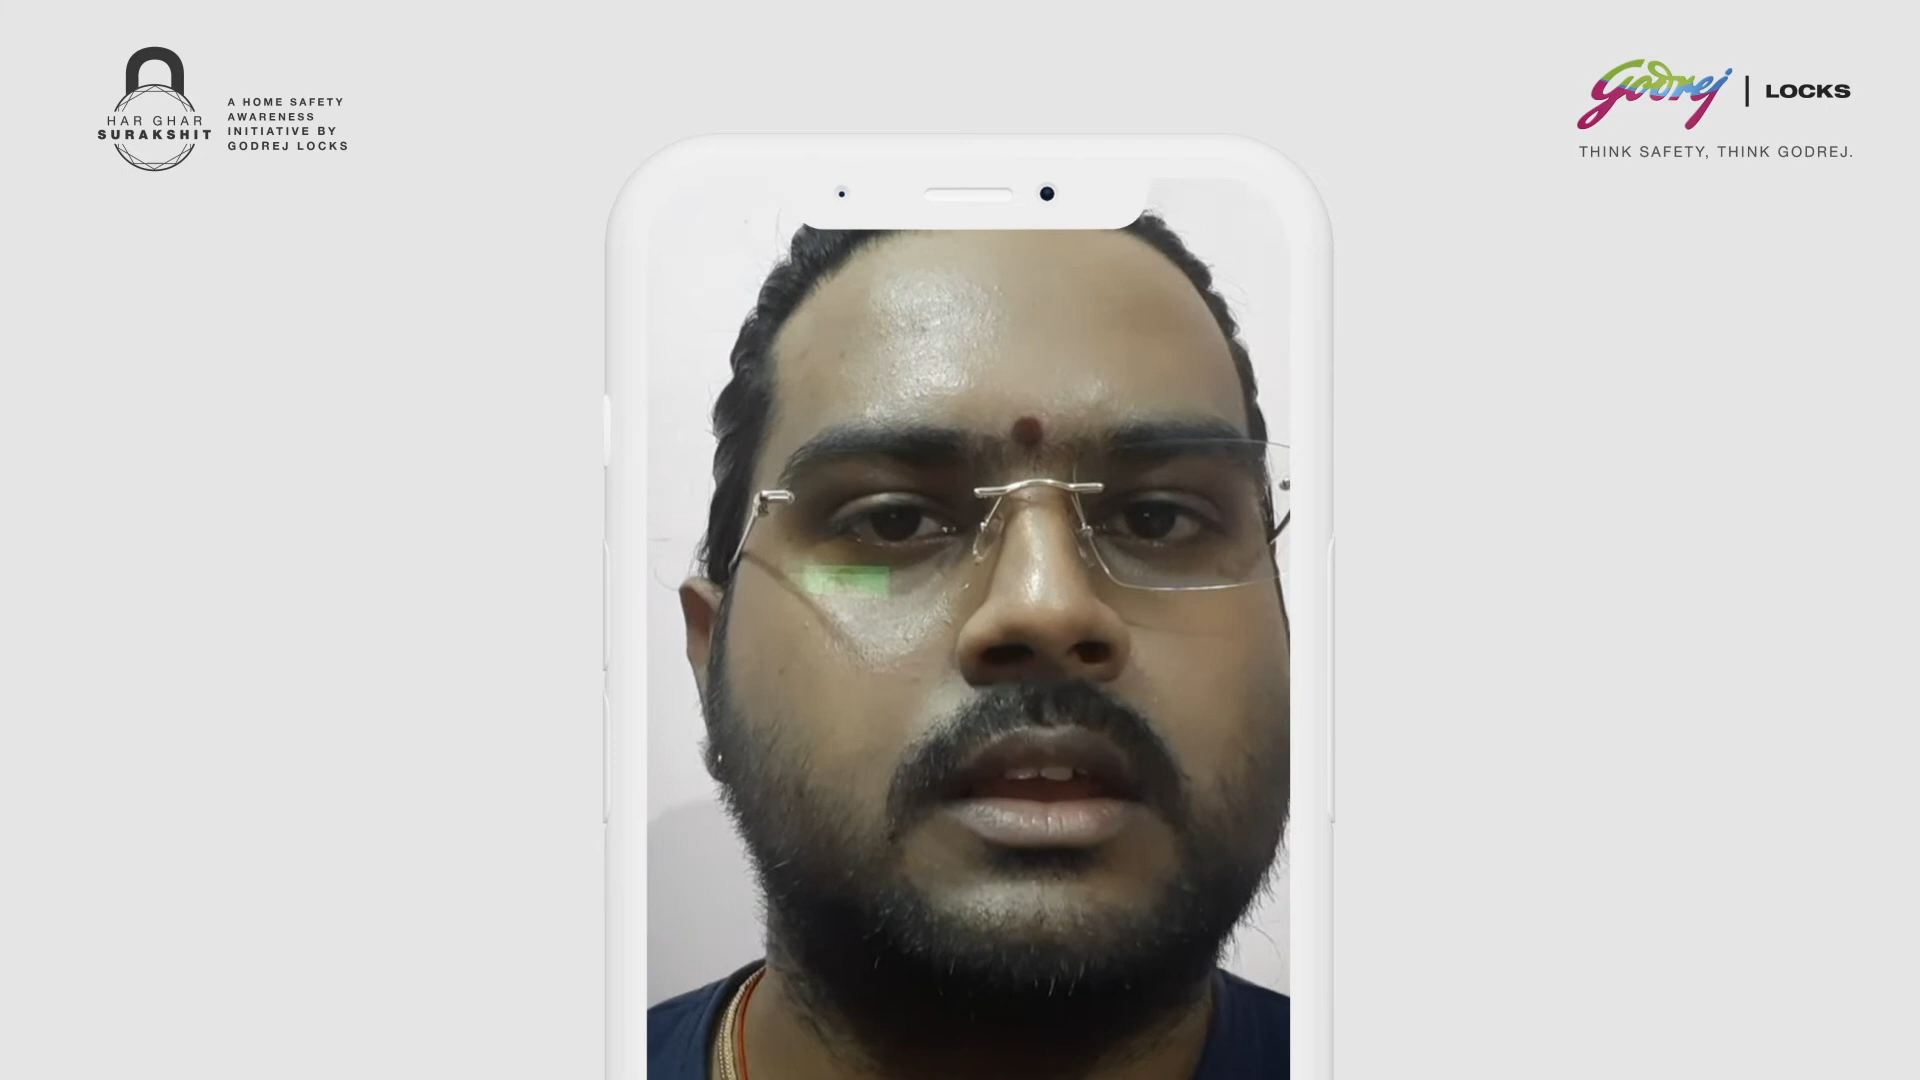 HAR GHAR
SURAKSHIT
A HOME SAFETY
AWARENESS
INITIATIVE BY
GODREJ LOCKS
Godrej | LOCKS
THINK SAFETY, THINK GODREJ.